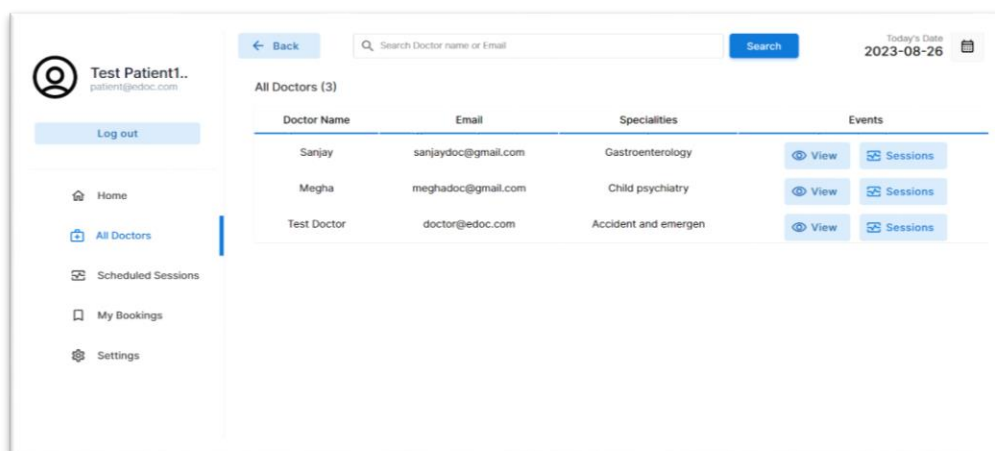 Test Patient1..
patient@edoc.com
Log out
Home
All Doctors
Scheduled Sessions
My Bookings
Settings
Back
Search Doctor name or Email
Search
Today's Date
2023-08-26
All Doctors (3)
Doctor Name Email Specialities Events
Sanjay sanjaydoc@gmail.com Gastroenterology View Sessions
Megha meghadoc@gmail.com Child psychiatry View Sessions
Test Doctor doctor@edoc.com Accident and emergen View Sessions